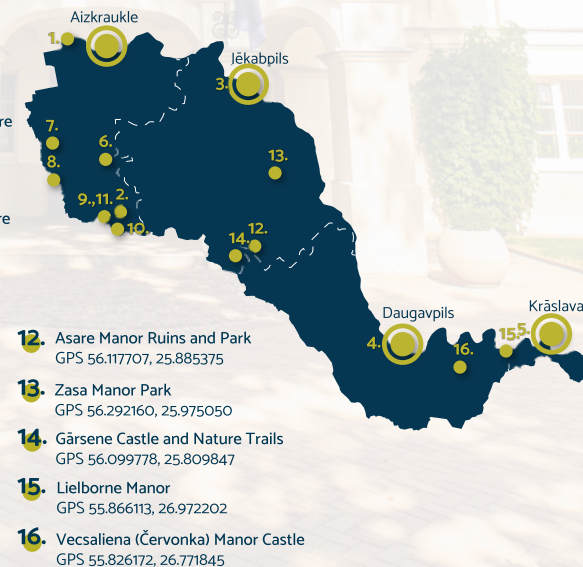 Aizkraukle
1.
Jēkabpils
3.
re
7.
6.
8.
13.
9.,11. 2.
10.
re
14. 12.
Daugavpils
Krāslava
4.
15. 5.
16.
12. Asare Manor Ruins and Park
GPS 56.117707, 25.885375
13. Zasa Manor Park
GPS 56.292160, 25.975050
14. Gārsene Castle and Nature Trails
GPS 56.099778, 25.809847
15. Lielborne Manor
GPS 55.866113, 26.972202
16. Vecsaliena (Červonka) Manor Castle
GPS 55.826172, 26.771845